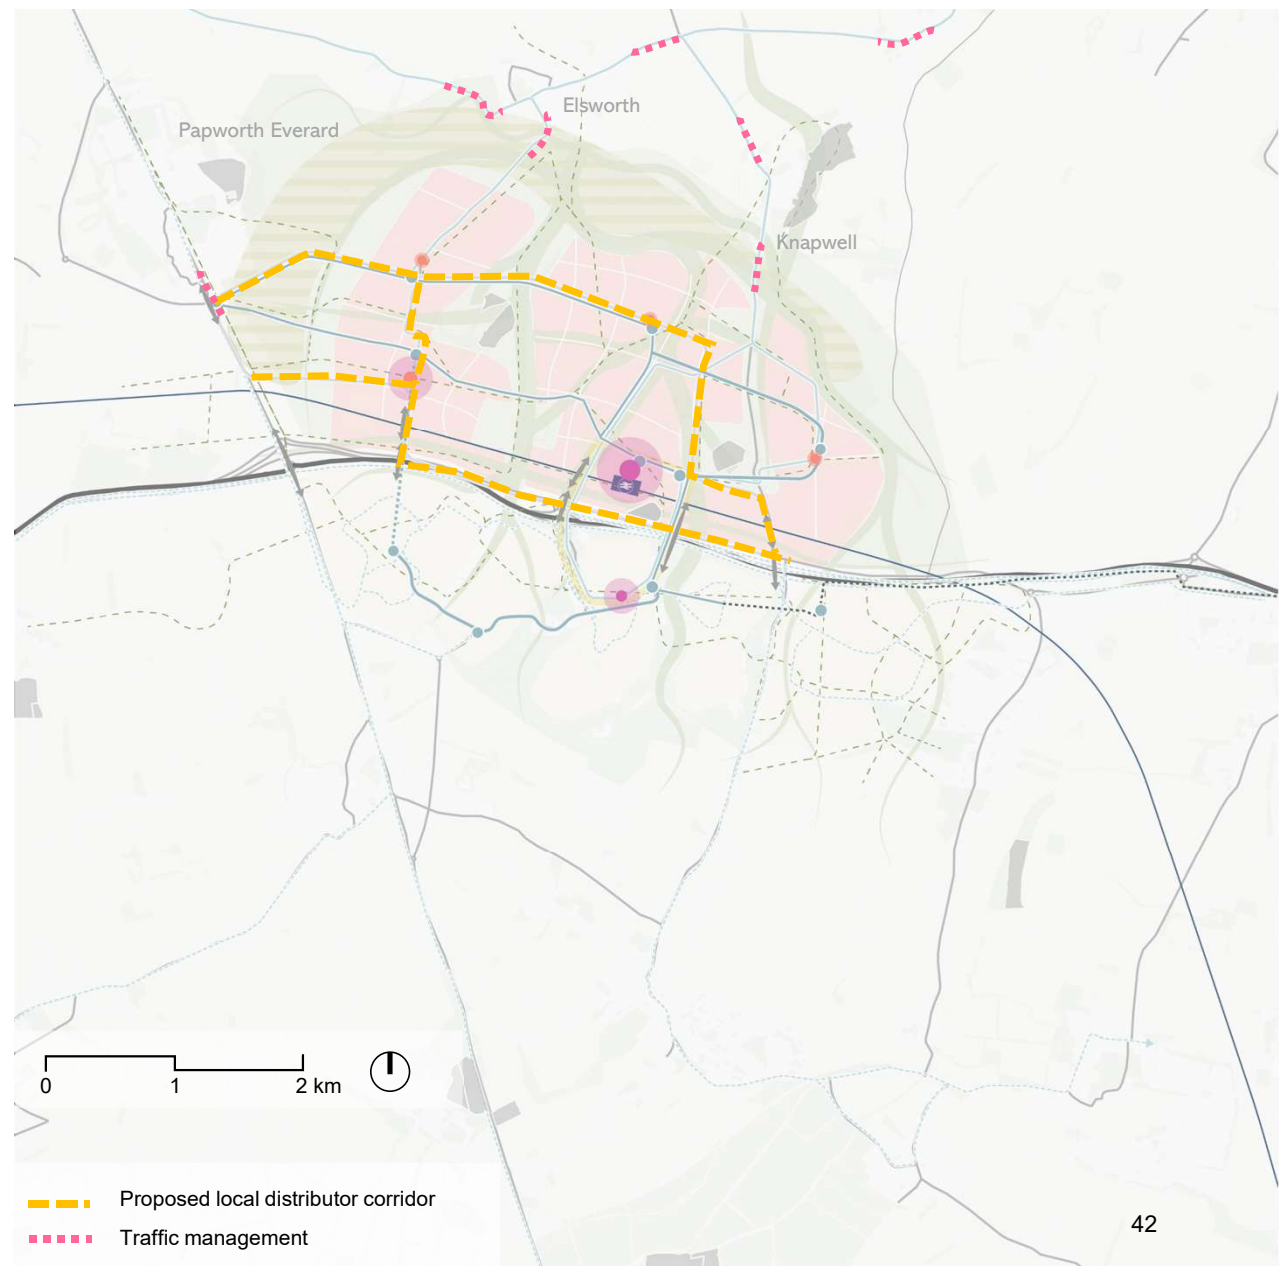 Elsworth
Papworth Everard
Knapwell
0 1 2 km
Proposed local distributor corridor
42
Traffic management